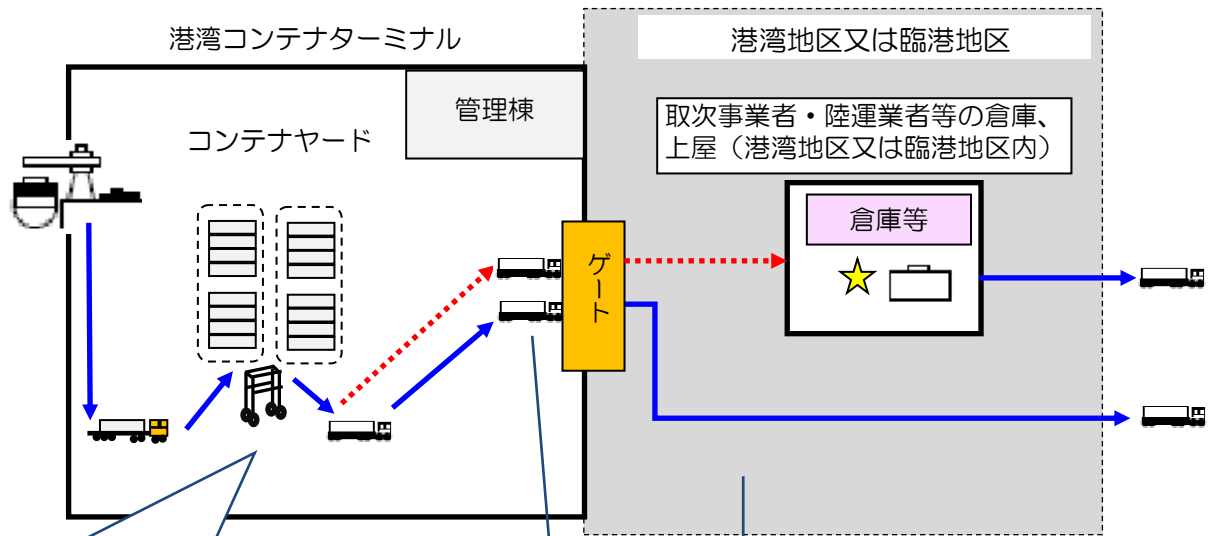 港湾コンテナターミナル
港湾地区又は臨港地区
管理棟
コンテナヤード
取次事業者・陸運業者等の倉庫、
上屋（港湾地区又は臨港地区内）
倉庫等
ゲート